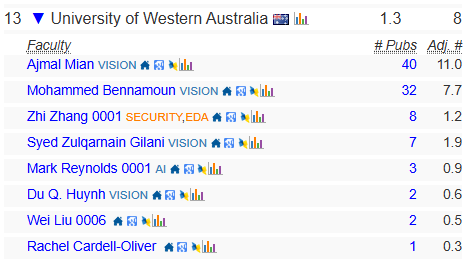 13 ▼ University of Western Australia 1.3 8
Faculty # Pubs Adj. #
Ajmal Mian VISION 40 11.0
Mohammed Bennamoun VISION 32 7.7
Zhi Zhang 0001 SECURITY,EDA 8 1.2
Syed Zulqarnain Gilani VISION 7 1.9
Mark Reynolds 0001 AI 3 0.9
Du Q. Huynh VISION 2 0.6
Wei Liu 0006 2 0.5
Rachel Cardell-Oliver 1 0.3